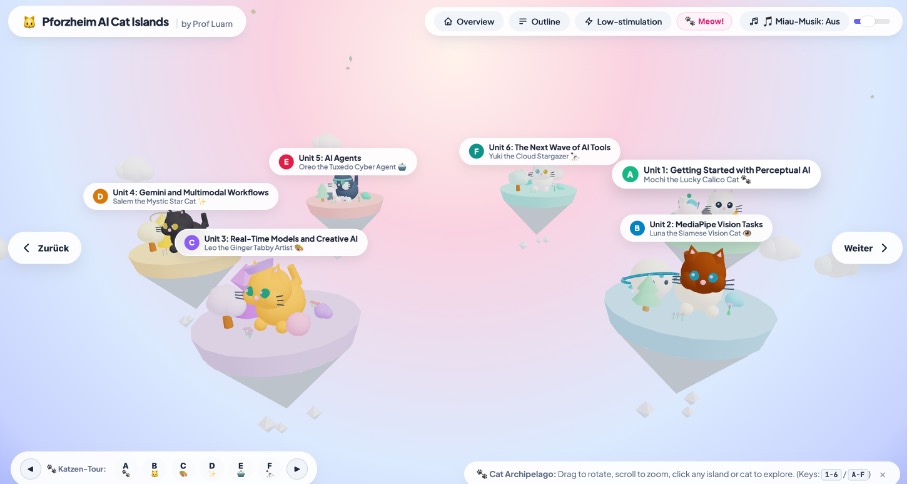 Pforzheim AI Cat Islands by Prof Luam
Overview
Outline
Low-stimulation
Meow!
Miau-Musik: Aus
F
Unit 6: The Next Wave of AI Tools
Yuki the Cloud Stargazer
E
Unit 5: AI Agents
Oreo the Tuxedo Cyber Agent
A
Unit 1: Getting Started with Perceptual AI
Mochi the Lucky Calico Cat
D
Unit 4: Gemini and Multimodal Workflows
Salem the Mystic Star Cat
B
Unit 2: MediaPipe Vision Tasks
Luna the Siamese Vision Cat
C
Unit 3: Real-Time Models and Creative AI
Leo the Ginger Tabby Artist
Zurück
Weiter
Katzen-Tour: A B C D E F
Cat Archipelago: Drag to rotate, scroll to zoom, click any island or cat to explore. (Keys: 1-6 / A-F)